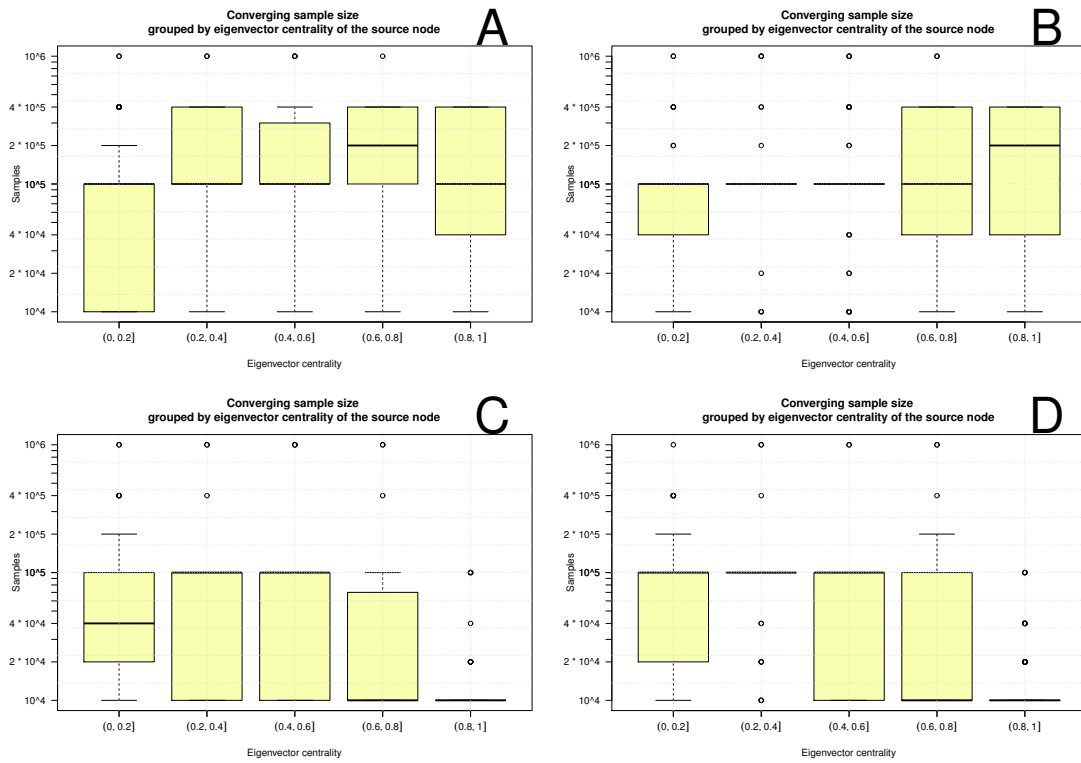 Converging sample size
grouped by eigenvector centrality of the source node
A
Samples
10^6
4 * 10^5
2 * 10^5
10^5
4 * 10^4
2 * 10^4
10^4
(0, 0.2]
(0.2, 0.4]
(0.4, 0.6]
(0.6, 0.8]
(0.8, 1]
Eigenvector centrality
Converging sample size
grouped by eigenvector centrality of the source node
B
Samples
10^6
4 * 10^5
2 * 10^5
10^5
4 * 10^4
2 * 10^4
10^4
(0, 0.2]
(0.2, 0.4]
(0.4, 0.6]
(0.6, 0.8]
(0.8, 1]
Eigenvector centrality
Converging sample size
grouped by eigenvector centrality of the source node
C
Samples
10^6
4 * 10^5
2 * 10^5
10^5
4 * 10^4
2 * 10^4
10^4
(0, 0.2]
(0.2, 0.4]
(0.4, 0.6]
(0.6, 0.8]
(0.8, 1]
Eigenvector centrality
Converging sample size
grouped by eigenvector centrality of the source node
D
Samples
10^6
4 * 10^5
2 * 10^5
10^5
4 * 10^4
2 * 10^4
10^4
(0, 0.2]
(0.2, 0.4]
(0.4, 0.6]
(0.6, 0.8]
(0.8, 1]
Eigenvector centrality